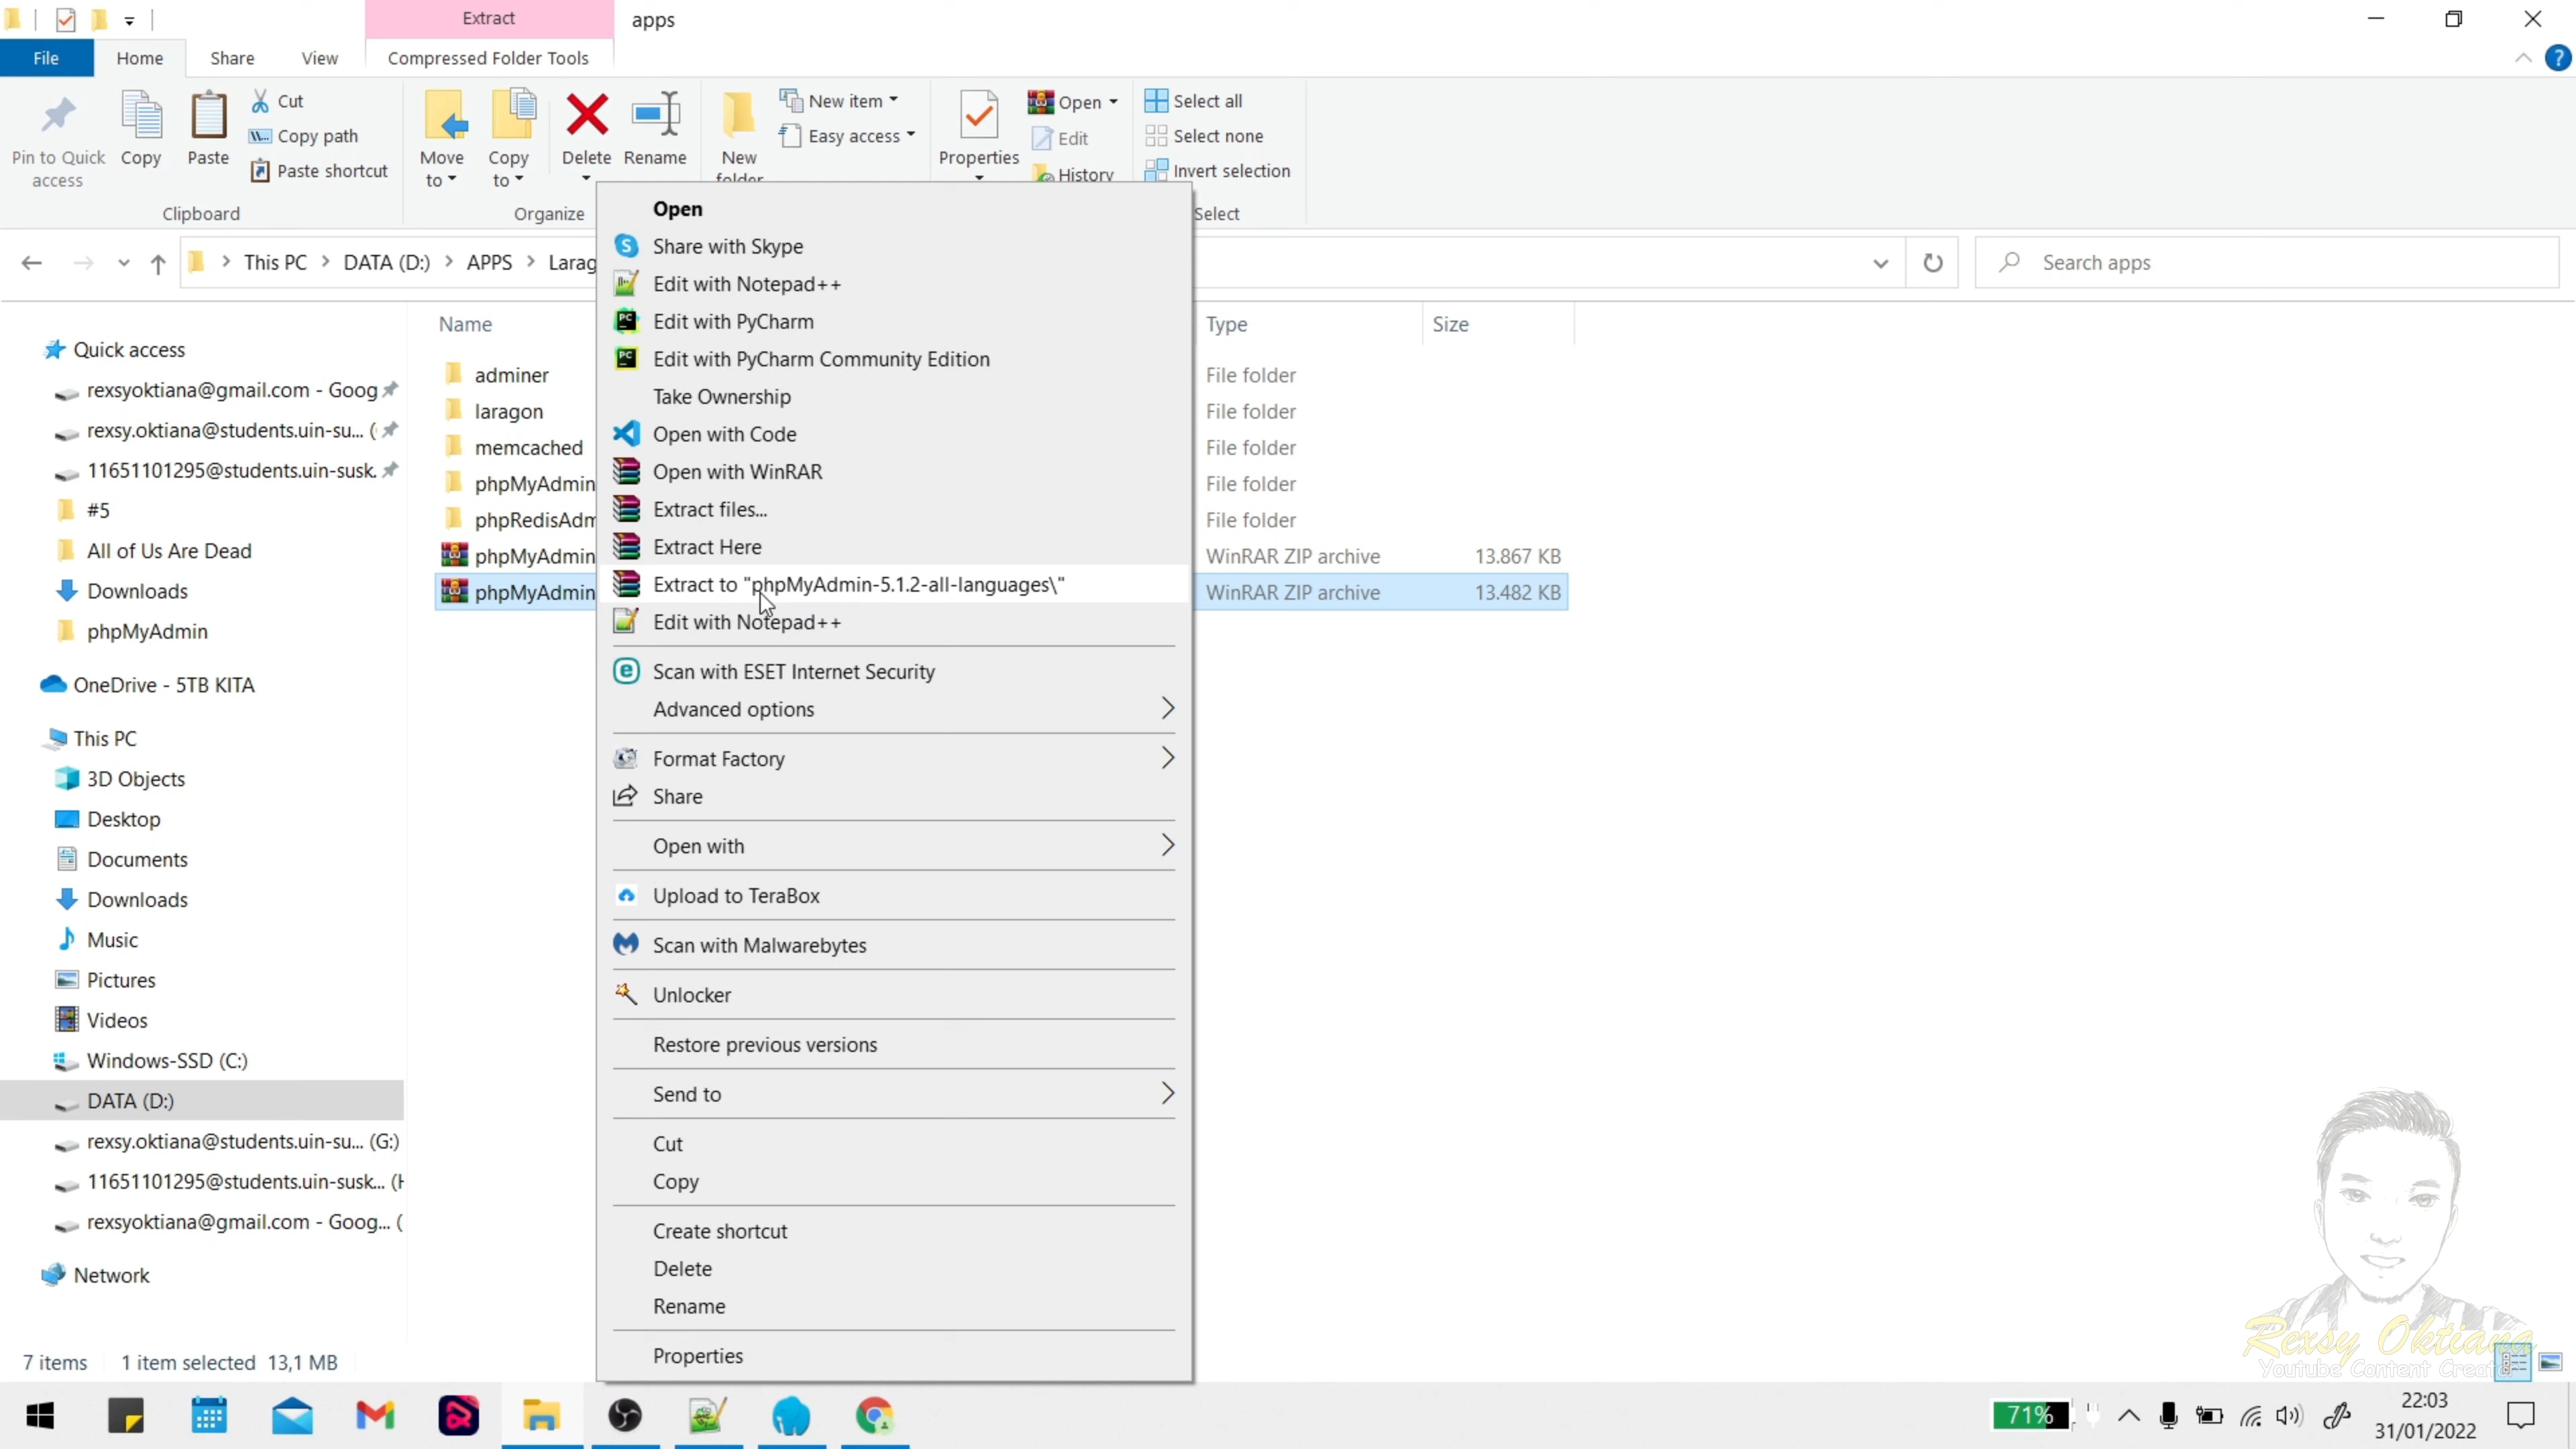 Extract
apps
File
Home
Share
View
Compressed Folder Tools
Pin to Quick access
Copy
Paste
Cut
Copy path
Paste shortcut
Clipboard
Move to
Copy to
Delete
Rename
Organize
New folder
New item
Easy access
Properties
Open
Edit
History
Select all
Select none
Invert selection
Select
This PC
DATA (D:)
APPS
Larag
Search apps
Name
Type
Size
Quick access
rexsyoktiana@gmail.com - Goog
rexsy.oktiana@students.uin-su... (
11651101295@students.uin-susk.
#5
All of Us Are Dead
Downloads
phpMyAdmin
OneDrive - 5TB KITA
This PC
3D Objects
Desktop
Documents
Downloads
Music
Pictures
Videos
Windows-SSD (C:)
DATA (D:)
rexsy.oktiana@students.uin-su... (G:)
11651101295@students.uin-susk... (H
rexsyoktiana@gmail.com - Goog... (
Network
adminer
File folder
laragon
File folder
memcached
File folder
phpMyAdmin
File folder
phpRedisAdm
File folder
phpMyAdmin
WinRAR ZIP archive
13.867 KB
phpMyAdmin
WinRAR ZIP archive
13.482 KB
Open
Share with Skype
Edit with Notepad++
Edit with PyCharm
Edit with PyCharm Community Edition
Take Ownership
Open with Code
Open with WinRAR
Extract files...
Extract Here
Extract to "phpMyAdmin-5.1.2-all-languages\"
Edit with Notepad++
Scan with ESET Internet Security
Advanced options
Format Factory
Share
Open with
Upload to TeraBox
Scan with Malwarebytes
Unlocker
Restore previous versions
Send to
Cut
Copy
Create shortcut
Delete
Rename
Properties
Rexsy Oktiana
Youtube Content Creat
7 items
1 item selected 13,1 MB
71%
22:03
31/01/2022